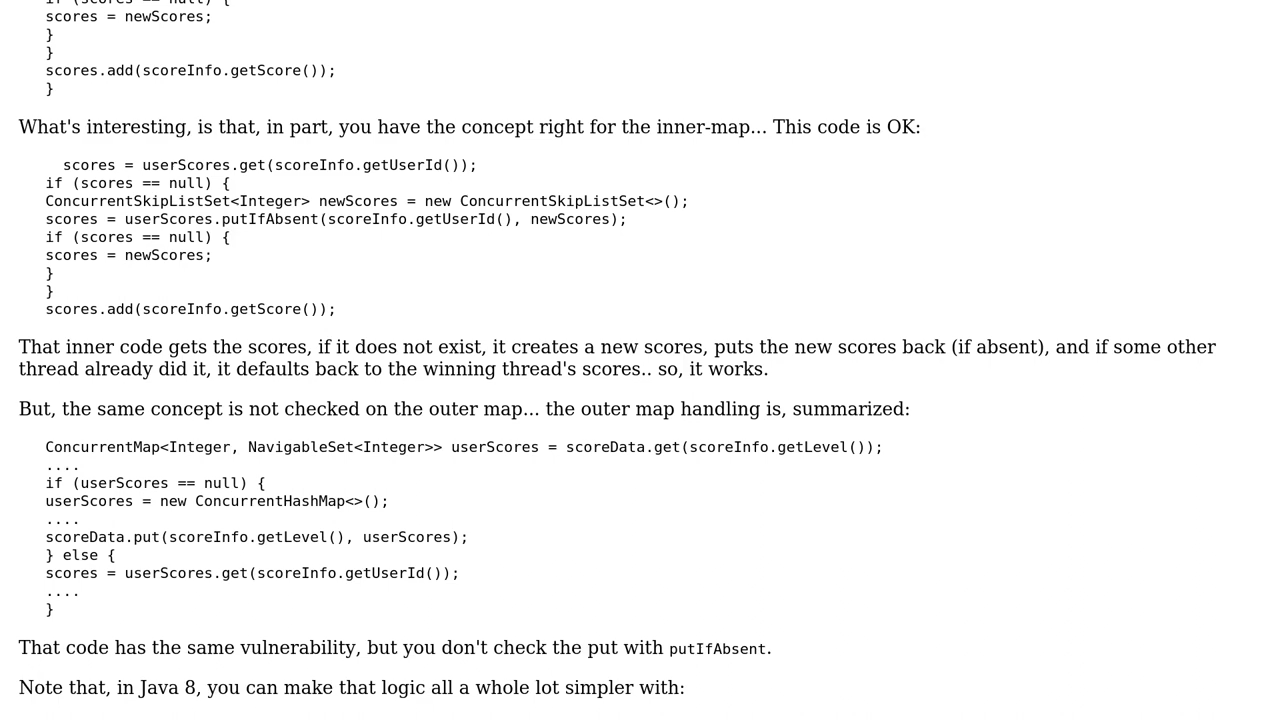 if (scores == null) {
scores = newScores;
}
}
scores.add(scoreInfo.getScore());
}
What's interesting, is that, in part, you have the concept right for the inner-map... This code is OK:
scores = userScores.get(scoreInfo.getUserId());
if (scores == null) {
ConcurrentSkipListSet<Integer> newScores = new ConcurrentSkipListSet<>();
scores = userScores.putIfAbsent(scoreInfo.getUserId(), newScores);
if (scores == null) {
scores = newScores;
}
}
scores.add(scoreInfo.getScore());
That inner code gets the scores, if it does not exist, it creates a new scores, puts the new scores back (if absent), and if some other
thread already did it, it defaults back to the winning thread's scores.. so, it works.
But, the same concept is not checked on the outer map... the outer map handling is, summarized:
ConcurrentMap<Integer, NavigableSet<Integer>> userScores = scoreData.get(scoreInfo.getLevel());
....
if (userScores == null) {
userScores = new ConcurrentHashMap<>();
....
scoreData.put(scoreInfo.getLevel(), userScores);
} else {
scores = userScores.get(scoreInfo.getUserId());
....
}
That code has the same vulnerability, but you don't check the put with putIfAbsent.
Note that, in Java 8, you can make that logic all a whole lot simpler with: